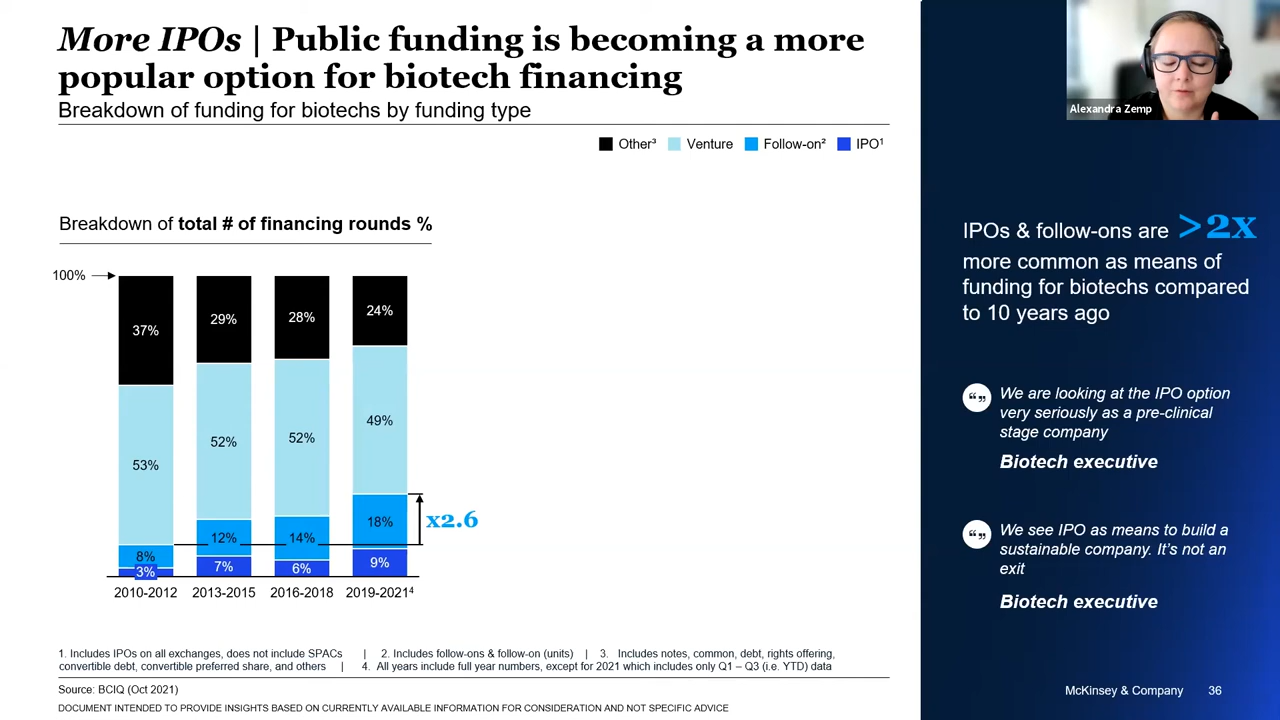 More IPOs | Public funding is becoming a more
popular option for biotech financing
Breakdown of funding for biotechs by funding type
Other³
Venture
Follow-on²
IPO¹
Breakdown of total # of financing rounds %
100%
37%
29%
28%
24%
53%
52%
52%
49%
8%
12%
14%
18%
3%
7%
6%
9%
x2.6
2010-2012
2013-2015
2016-2018
2019-2021⁴
1. Includes IPOs on all exchanges, does not include SPACs | 2. Includes follow-ons & follow-on (units) | 3. Includes notes, common, debt, rights offering,
convertible debt, convertible preferred share, and others | 4. All years include full year numbers, except for 2021 which includes only Q1 – Q3 (i.e. YTD) data
Source: BCIQ (Oct 2021)
DOCUMENT INTENDED TO PROVIDE INSIGHTS BASED ON CURRENTLY AVAILABLE INFORMATION FOR CONSIDERATION AND NOT SPECIFIC ADVICE
Alexandra Zemp
IPOs & follow-ons are >2x
more common as means of
funding for biotechs compared
to 10 years ago
We are looking at the IPO option
very seriously as a pre-clinical
stage company
Biotech executive
We see IPO as means to build a
sustainable company. It’s not an
exit
Biotech executive
McKinsey & Company 36